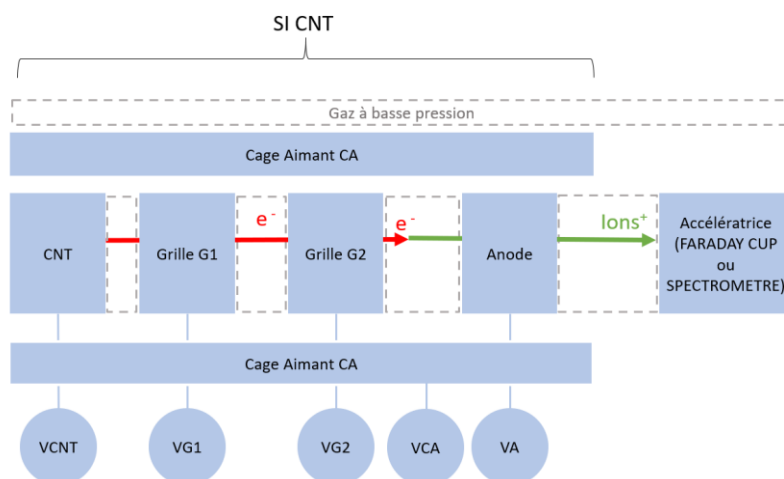 SI CNT
Gaz à basse pression
Cage Aimant CA
CNT
Grille G1
e -
Grille G2
e -
Anode
Ions+
Accélératrice
(FARADAY CUP
ou
SPECTROMETRE)
Cage Aimant CA
VCNT
VG1
VG2
VCA
VA